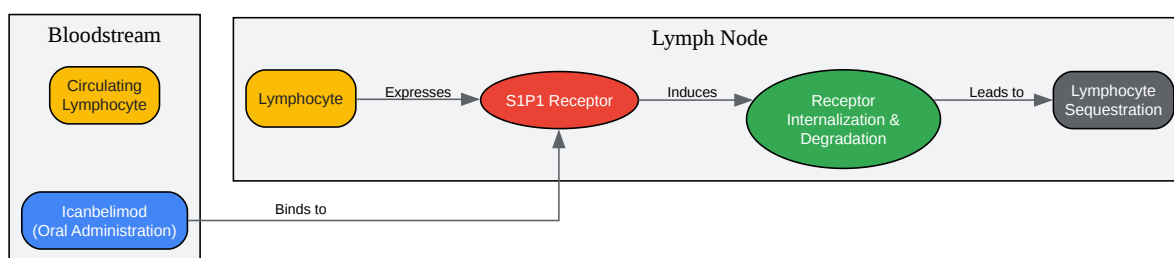 Bloodstream
Circulating
Lymphocyte
Icanbelimod
(Oral Administration)
Binds to
Lymph Node
Lymphocyte
Expresses
S1P1 Receptor
Induces
Receptor
Internalization &
Degradation
Leads to
Lymphocyte
Sequestration